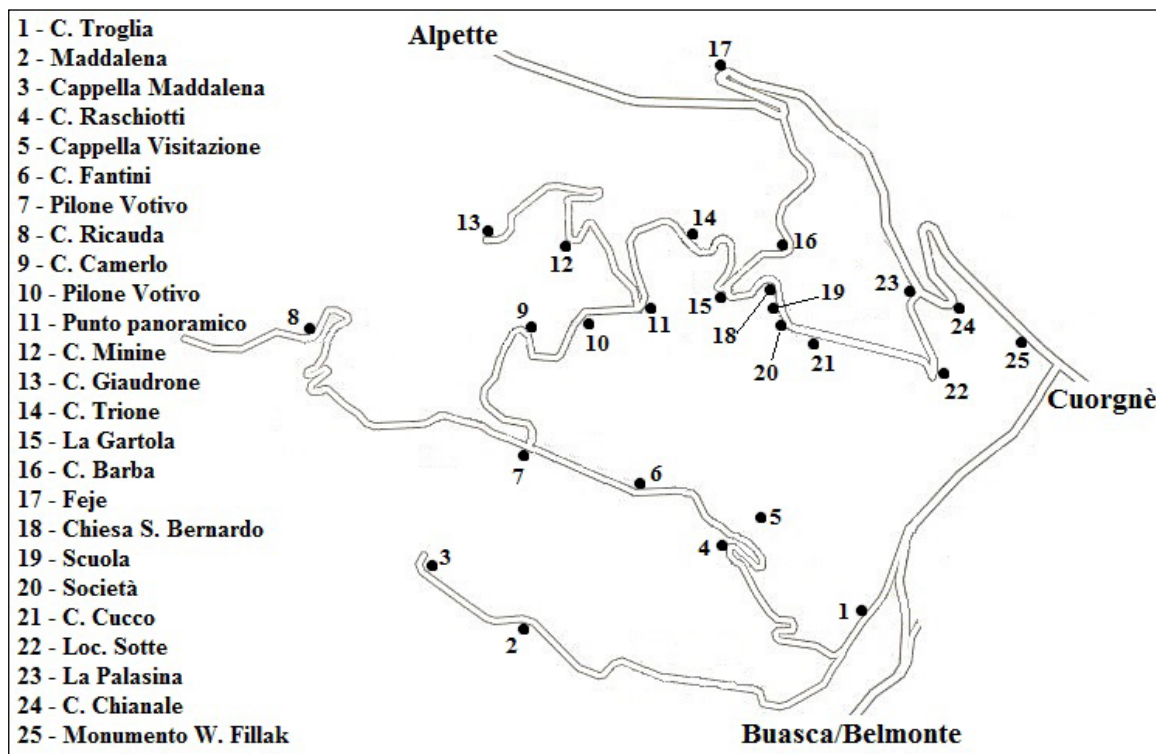 1 - C. Troglia
2 - Maddalena
3 - Cappella Maddalena
4 - C. Raschiotti
5 - Cappella Visitazione
6 - C. Fantini
7 - Pilone Votivo
8 - C. Ricauda
9 - C. Camerlo
10 - Pilone Votivo
11 - Punto panoramico
12 - C. Minine
13 - C. Giaudrone
14 - C. Trione
15 - La Gartola
16 - C. Barba
17 - Feje
18 - Chiesa S. Bernardo
19 - Scuola
20 - Società
21 - C. Cucco
22 - Loc. Sotte
23 - La Palasina
24 - C. Chianale
25 - Monumento W. Fillak
Alpette
17
13
12
14
16
15
18
19
20
21
23
24
25
22
Cuorgnè
8
9
10
11
7
6
5
4
3
2
1
Buasca/Belmonte